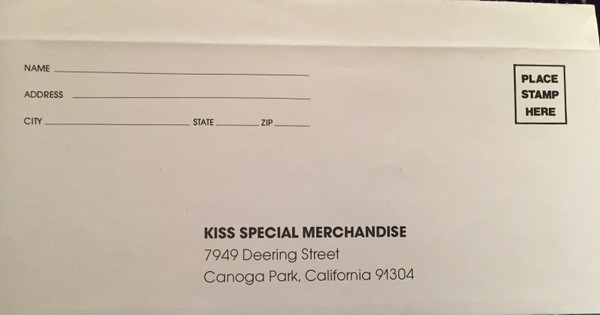 NAME
ADDRESS
CITY STATE ZIP
PLACE
STAMP
HERE
KISS SPECIAL MERCHANDISE
7949 Deering Street
Canoga Park, California 91304